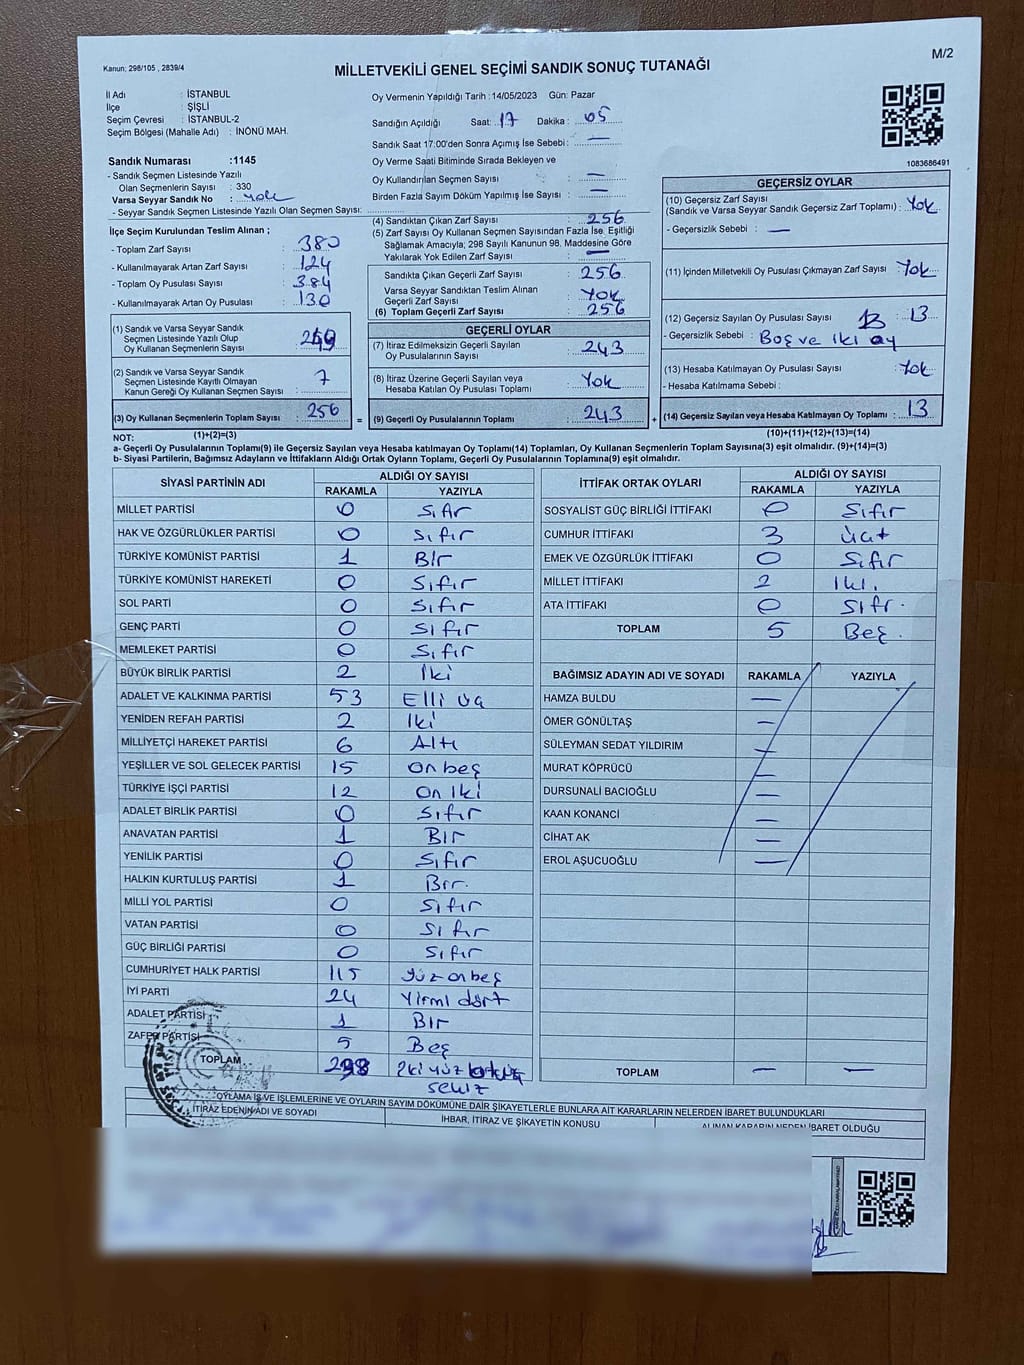 M/2
Kanun: 298/105 , 2839/4
MİLLETVEKİLİ GENEL SEÇİMİ SANDIK SONUÇ TUTANAĞI
İl Adı : İSTANBUL
İlçe : ŞİŞLİ
Seçim Çevresi : İSTANBUL-2
Seçim Bölgesi (Mahalle Adı) : İNÖNÜ MAH.
Sandık Numarası :1145
- Sandık Seçmen Listesinde Yazılı
Olan Seçmenlerin Sayısı : 330
Varsa Seyyar Sandık No : Yok
- Seyyar Sandık Seçmen Listesinde Yazılı Olan Seçmen Sayısı:
İlçe Seçim Kurulundan Teslim Alınan ;
- Toplam Zarf Sayısı : 380
- Kullanılmayarak Artan Zarf Sayısı : 124
- Toplam Oy Pusulası Sayısı : 384
- Kullanılmayarak Artan Oy Pusulası : 130
(1) Sandık ve Varsa Seyyar Sandık
Seçmen Listesinde Yazılı Olup
Oy Kullanan Seçmenlerin Sayısı :
(2) Sandık ve Varsa Seyyar Sandık
Seçmen Listesinde Kayıtlı Olmayan
Kanun Gereği Oy Kullanan Seçmen Sayısı : 7
(3) Oy Kullanan Seçmenlerin Toplam Sayısı : 256
(1)+(2)=(3)
Oy Vermenin Yapıldığı Tarih : 14/05/2023 Gün: Pazar
Sandığın Açıldığı Saat: 17 Dakika : 05
Sandık Saat 17:00'den Sonra Açımış İse Sebebi : —
Oy Verme Saati Bitiminde Sırada Bekleyen ve
Oy Kullandırılan Seçmen Sayısı : —
Birden Fazla Sayım Döküm Yapılmış İse Sayısı : —
(4) Sandıktan Çıkan Zarf Sayısı : 256
(5) Zarf Sayısı Oy Kullanan Seçmen Sayısından Fazla İse, Eşitliği
Sağlamak Amacıyla; 298 Sayılı Kanunun 98. Maddesine Göre
Yakılarak Yok Edilen Zarf Sayısı : —
Sandıkta Çıkan Geçerli Zarf Sayısı : 256
Varsa Seyyar Sandıktan Teslim Alınan
Geçerli Zarf Sayısı : Yok
(6) Toplam Geçerli Zarf Sayısı : 256
GEÇERLİ OYLAR
(7) İtiraz Edilmeksizin Geçerli Sayılan
Oy Pusulalarının Sayısı : 243
(8) İtiraz Üzerine Geçerli Sayılan veya
Hesaba Katılan Oy Pusulası Toplamı : Yok
= (9) Geçerli Oy Pusulalarının Toplamı : 243 +
1083686491
GEÇERSİZ OYLAR
(10) Geçersiz Zarf Sayısı
(Sandık ve Varsa Seyyar Sandık Geçersiz Zarf Toplamı) : Yok
- Geçersizlik Sebebi : —
(11) İçinden Milletvekili Oy Pusulası Çıkmayan Zarf Sayısı : Yok
(12) Geçersiz Sayılan Oy Pusulası Sayısı : 13
- Geçersizlik Sebebi : Boş ve iki oy
(13) Hesaba Katılmayan Oy Pusulası Sayısı : Yok
- Hesaba Katılmama Sebebi :
(14) Geçersiz Sayılan veya Hesaba Katılmayan Oy Toplamı : 13
(10)+(11)+(12)+(13)=(14)
NOT:
a- Geçerli Oy Pusulalarının Toplamı(9) ile Geçersiz Sayılan veya Hesaba katılmayan Oy Toplamı(14) Toplamları, Oy Kullanan Seçmenlerin Toplam Sayısına(3) eşit olmalıdır. (9)+(14)=(3)
b- Siyasi Partilerin, Bağımsız Adayların ve İttifakların Aldığı Ortak Oyların Toplamı, Geçerli Oy Pusulalarının Toplamına(9) eşit olmalıdır.
SİYASİ PARTİNİN ADI ALDIĞI OY SAYISI
RAKAMLA YAZIYLA
MİLLET PARTİSİ 0 Sıfır
HAK VE ÖZGÜRLÜKLER PARTİSİ 0 Sıfır
TÜRKİYE KOMÜNİST PARTİSİ 1 Bir
TÜRKİYE KOMÜNİST HAREKETİ 0 Sıfır
SOL PARTİ 0 Sıfır
GENÇ PARTİ 0 Sıfır
MEMLEKET PARTİSİ 0 Sıfır
BÜYÜK BİRLİK PARTİSİ 2 İki
ADALET VE KALKINMA PARTİSİ 53 Elli üç
YENİDEN REFAH PARTİSİ 2 İki
MİLLİYETÇİ HAREKET PARTİSİ 6 Altı
YEŞİLLER VE SOL GELECEK PARTİSİ 15 Onbeş
TÜRKİYE İŞÇİ PARTİSİ 12 On iki
ADALET BİRLİK PARTİSİ 0 Sıfır
ANAVATAN PARTİSİ 1 Bir
YENİLİK PARTİSİ 0 Sıfır
HALKIN KURTULUŞ PARTİSİ 1 Bir.
MİLLİ YOL PARTİSİ 0 Sıfır
VATAN PARTİSİ 0 Sıfır
GÜÇ BİRLİĞİ PARTİSİ 0 Sıfır
CUMHURİYET HALK PARTİSİ 115 Yüz onbeş
İYİ PARTİ 24 Yirmi dört
ADALET PARTİSİ 1 Bir
ZAFER PARTİSİ 5 Beş
TOPLAM İki yüz
sekiz
İTTİFAK ORTAK OYLARI ALDIĞI OY SAYISI
RAKAMLA YAZIYLA
SOSYALİST GÜÇ BİRLİĞİ İTTİFAKI 0 Sıfır
CUMHUR İTTİFAKI 3 Üç
EMEK VE ÖZGÜRLÜK İTTİFAKI 0 Sıfır
MİLLET İTTİFAKI 2 İki.
ATA İTTİFAKI 0 Sıfr.
TOPLAM 5 Beş.
BAĞIMSIZ ADAYIN ADI VE SOYADI RAKAMLA YAZIYLA
HAMZA BULDU —
ÖMER GÖNÜLTAŞ —
SÜLEYMAN SEDAT YILDIRIM —
MURAT KÖPRÜCÜ —
DURSUNALİ BACIOĞLU —
KAAN KONANCİ —
CİHAT AK —
EROL AŞUCUOĞLU —
TOPLAM — —
OYLAMA İŞ VE İŞLEMLERİNE VE OYLARIN SAYIM DÖKÜMÜNE DAİR ŞİKAYETLERLE BUNLARA AİT KARARLARIN NELERDEN İBARET BULUNDUKLARI
İTİRAZ EDENİN ADI VE SOYADI İHBAR, İTİRAZ VE ŞİKAYETİN KONUSU ALINAN KARARIN NEDEN İBARET OLDUĞU